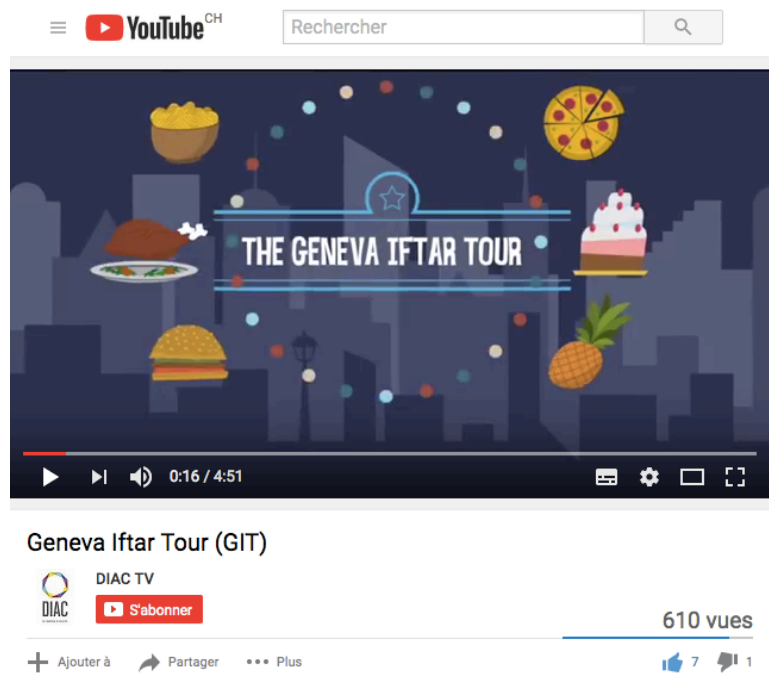 YouTube CH
Rechercher
THE GENEVA IFTAR TOUR
0:16 / 4:51
Geneva Iftar Tour (GIT)
DIAC TV
DIAC
S'abonner
610 vues
Ajouter à Partager Plus 7 1